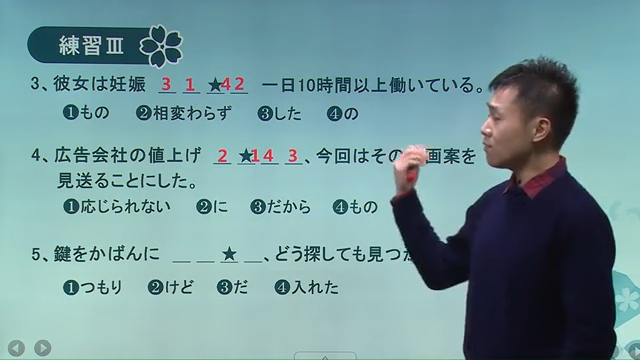 練習Ⅲ
3、彼女は妊娠 3 1 ★4 2 一日10時間以上働いている。
❶もの ❷相変わらず ❸した ❹の
4、広告会社の値上げ 2 ★1 4 3 、今回はその 画案を
見送ることにした。
❶応じられない ❷に ❸だから ❹もの
5、鍵をかばんに _ _ ★ _ 、どう探しても見つ
❶つもり ❷けど ❸だ ❹入れた